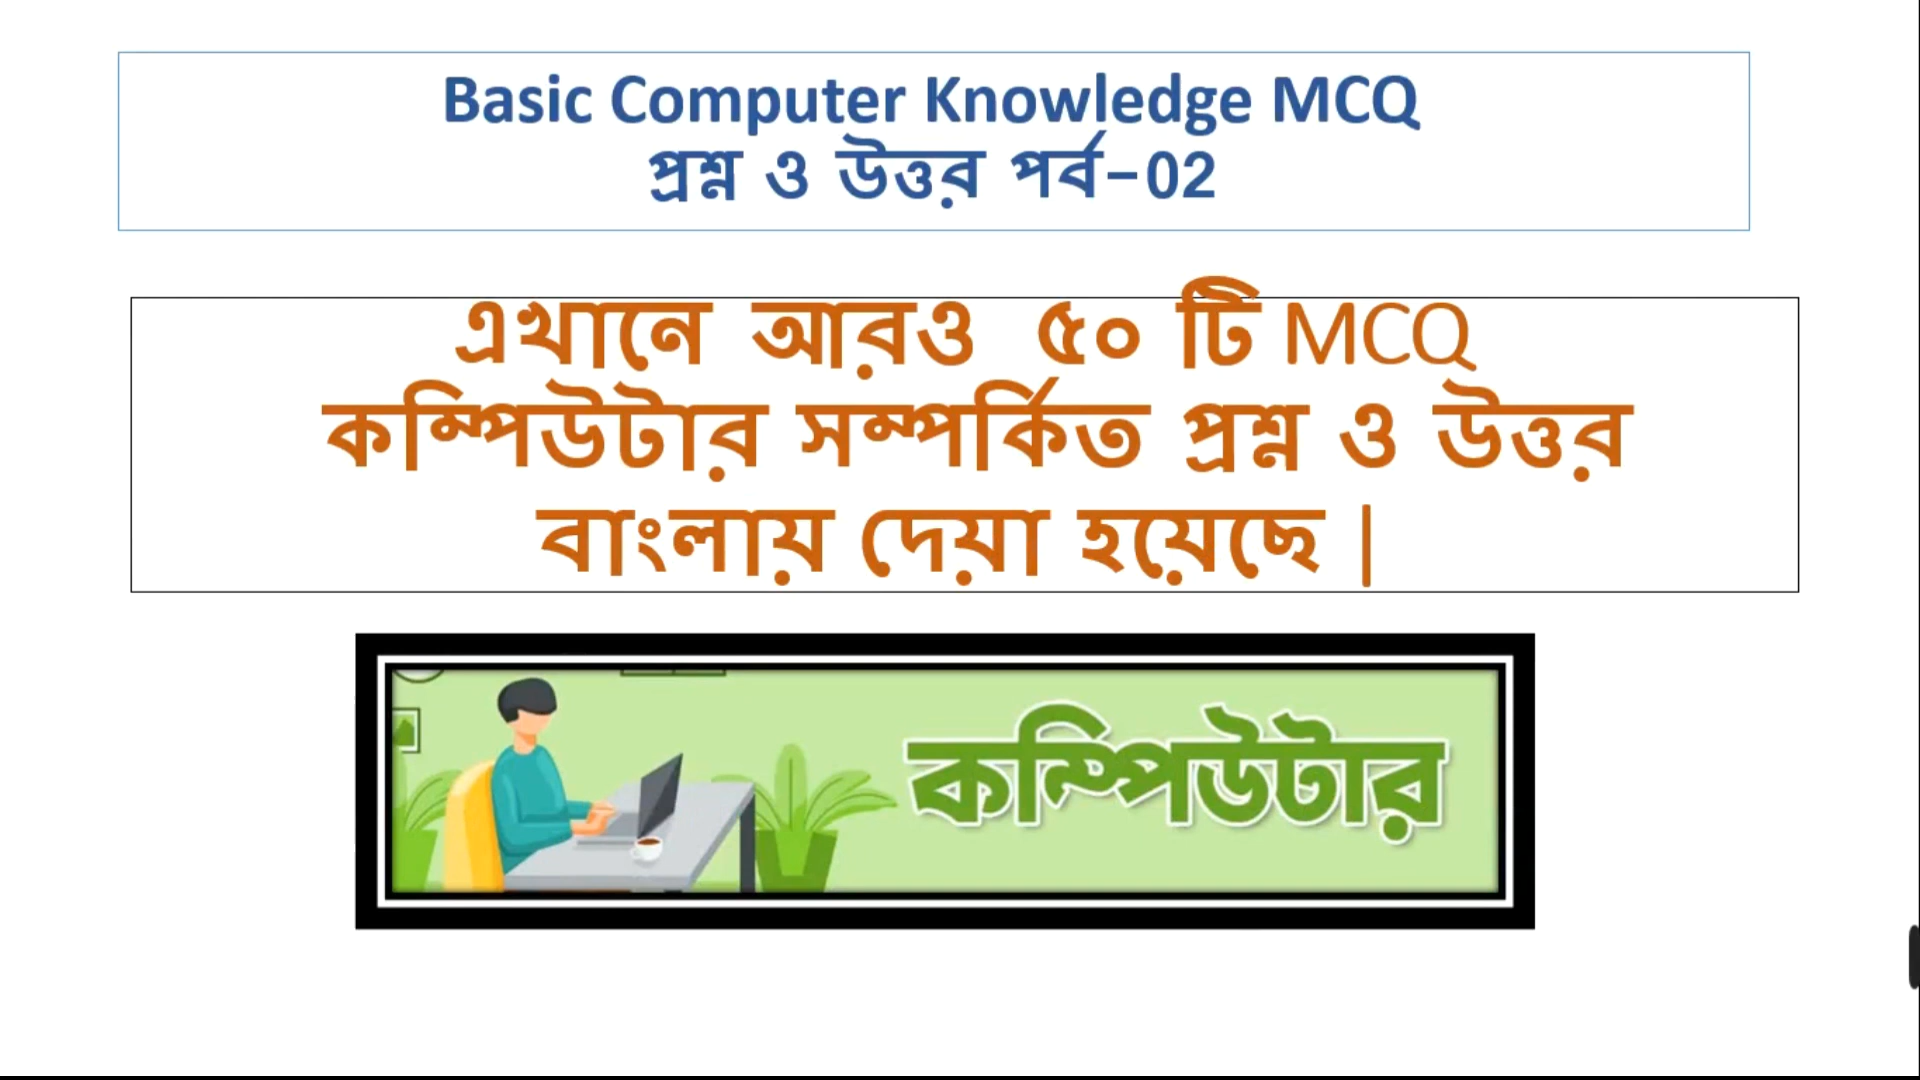 Basic Computer Knowledge MCQ
প্রশ্ন ও উত্তর পর্ব-02
এখানে আরও ৫০ টি MCQ
কম্পিউটার সম্পর্কিত প্রশ্ন ও উত্তর
বাংলায় দেয়া হয়েছে |
কম্পিউটার